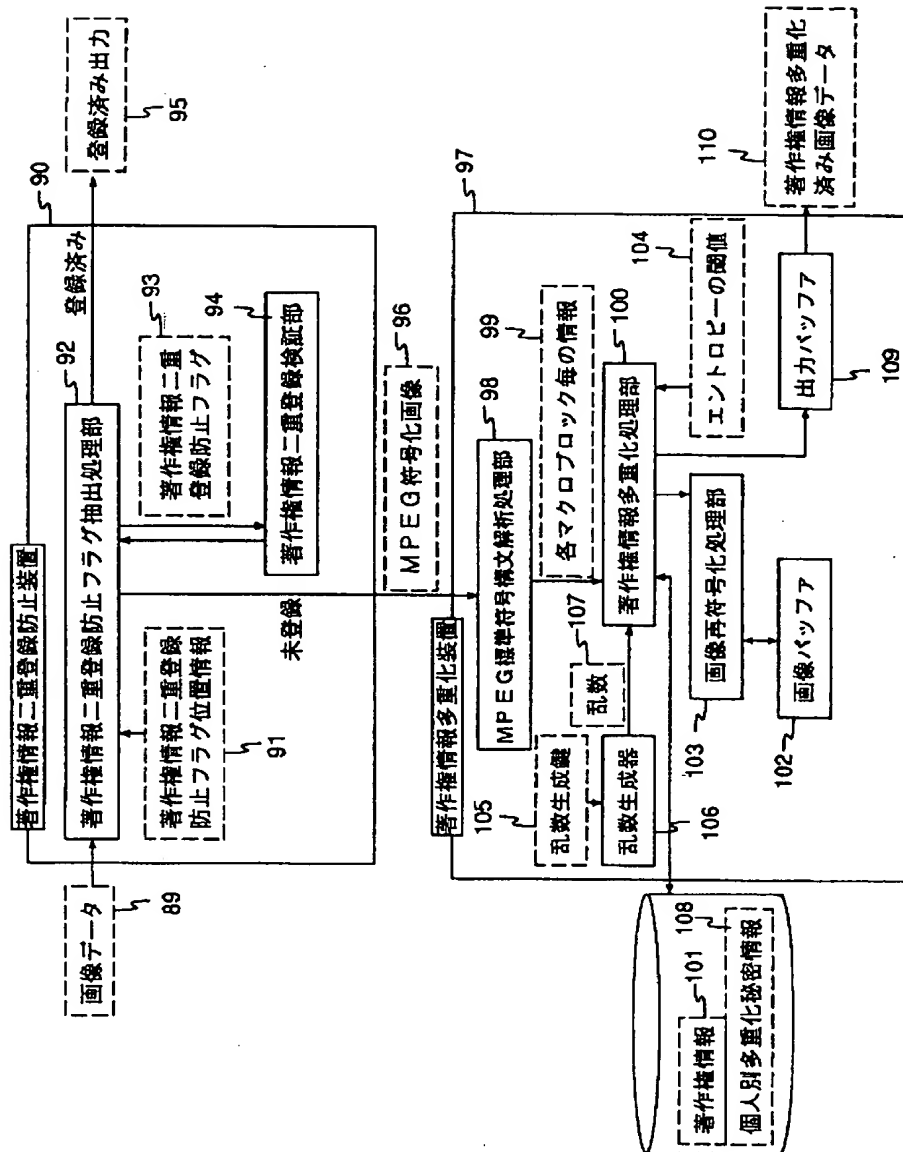 著作権情報二重登録防止装置
90
画像データ
89
著作権情報二重登録防止フラグ抽出処理部
92
登録済み
登録済み出力
95
著作権情報二重登録
防止フラグ位置情報
91
著作権情報二重
登録防止フラグ
93
著作権情報二重登録検証部
94
未登録
MPEG符号化画像
96
著作権情報多重化装置
97
MPEG標準符号構文解析処理部
98
各マクロブロック毎の情報
99
乱数生成鍵
105
乱数
107
乱数生成器
106
著作権情報多重化処理部
100
エントロピーの閾値
104
画像再符号化処理部
103
画像バッファ
102
出力バッファ
109
著作権情報多重化
済み画像データ
110
著作権情報
101
個人別多重化秘密情報
108